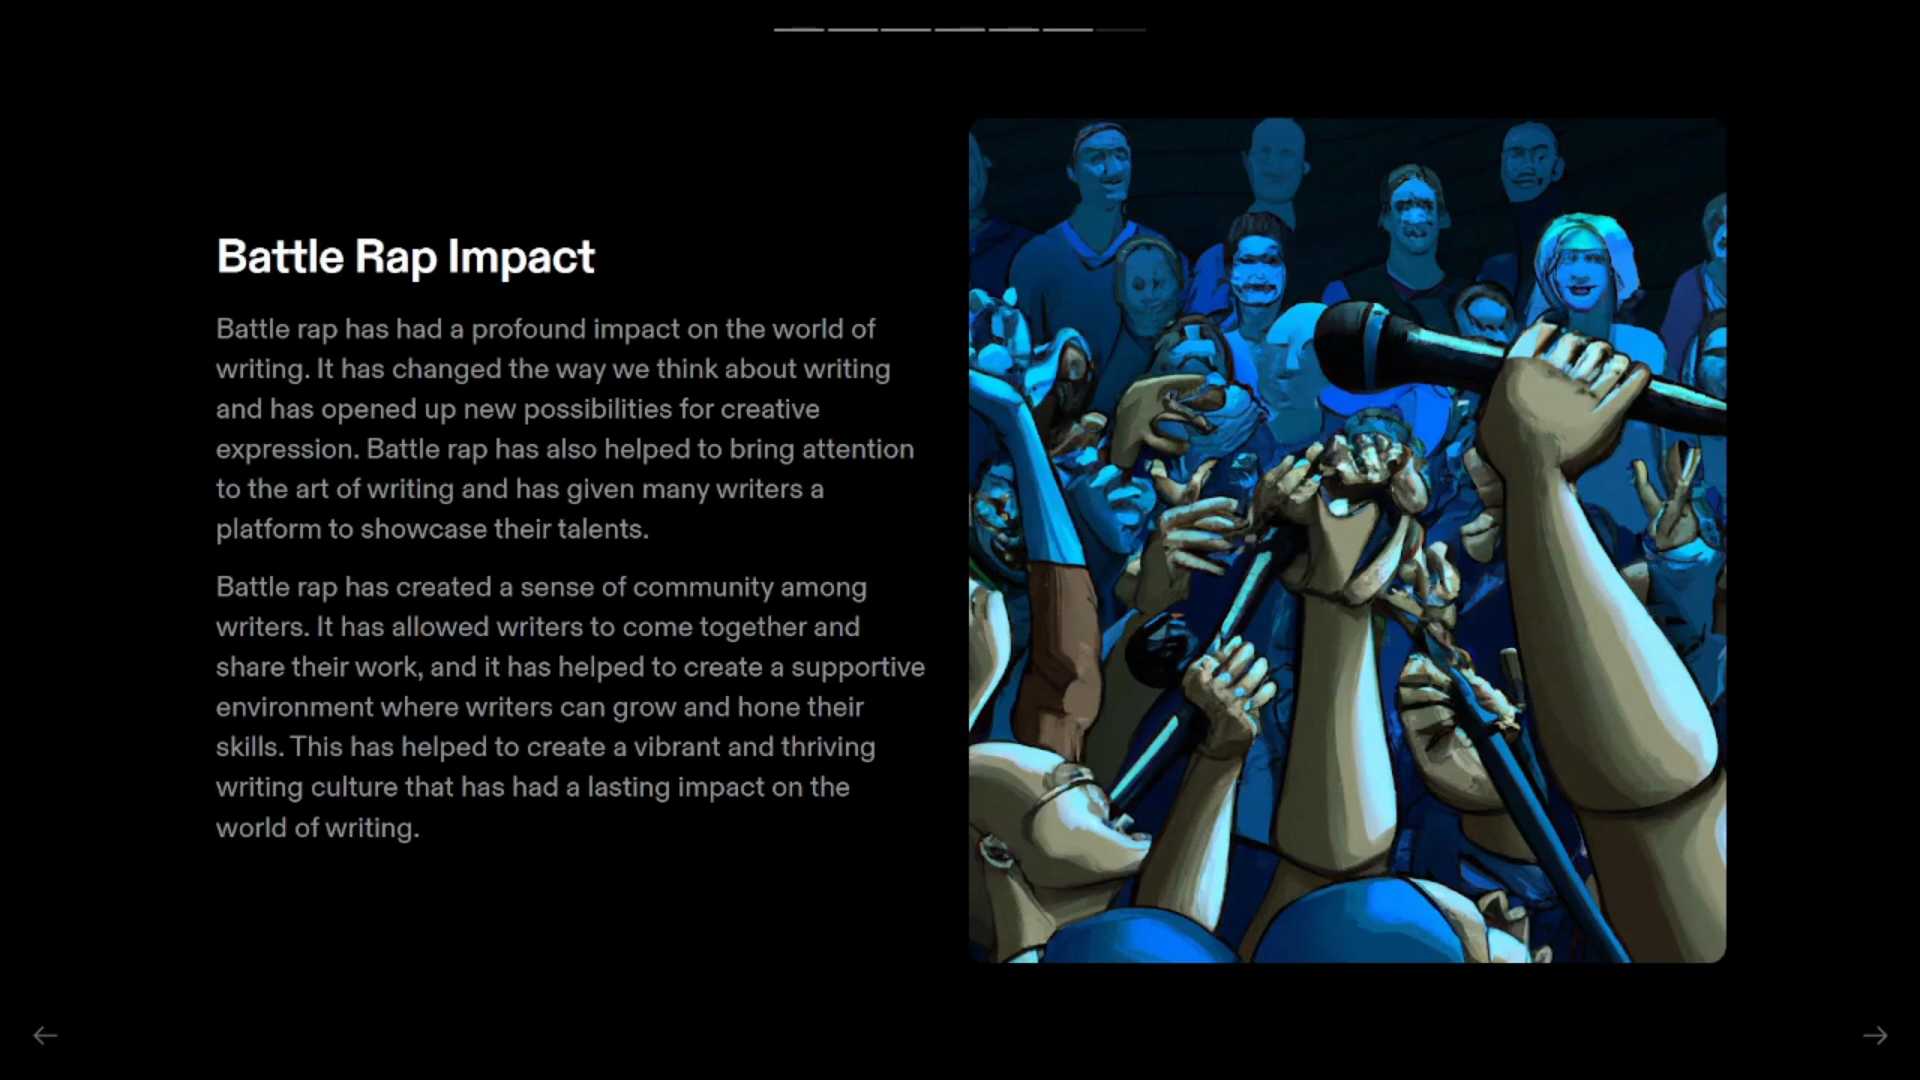 Battle Rap Impact
Battle rap has had a profound impact on the world of
writing. It has changed the way we think about writing
and has opened up new possibilities for creative
expression. Battle rap has also helped to bring attention
to the art of writing and has given many writers a
platform to showcase their talents.
Battle rap has created a sense of community among
writers. It has allowed writers to come together and
share their work, and it has helped to create a supportive
environment where writers can grow and hone their
skills. This has helped to create a vibrant and thriving
writing culture that has had a lasting impact on the
world of writing.